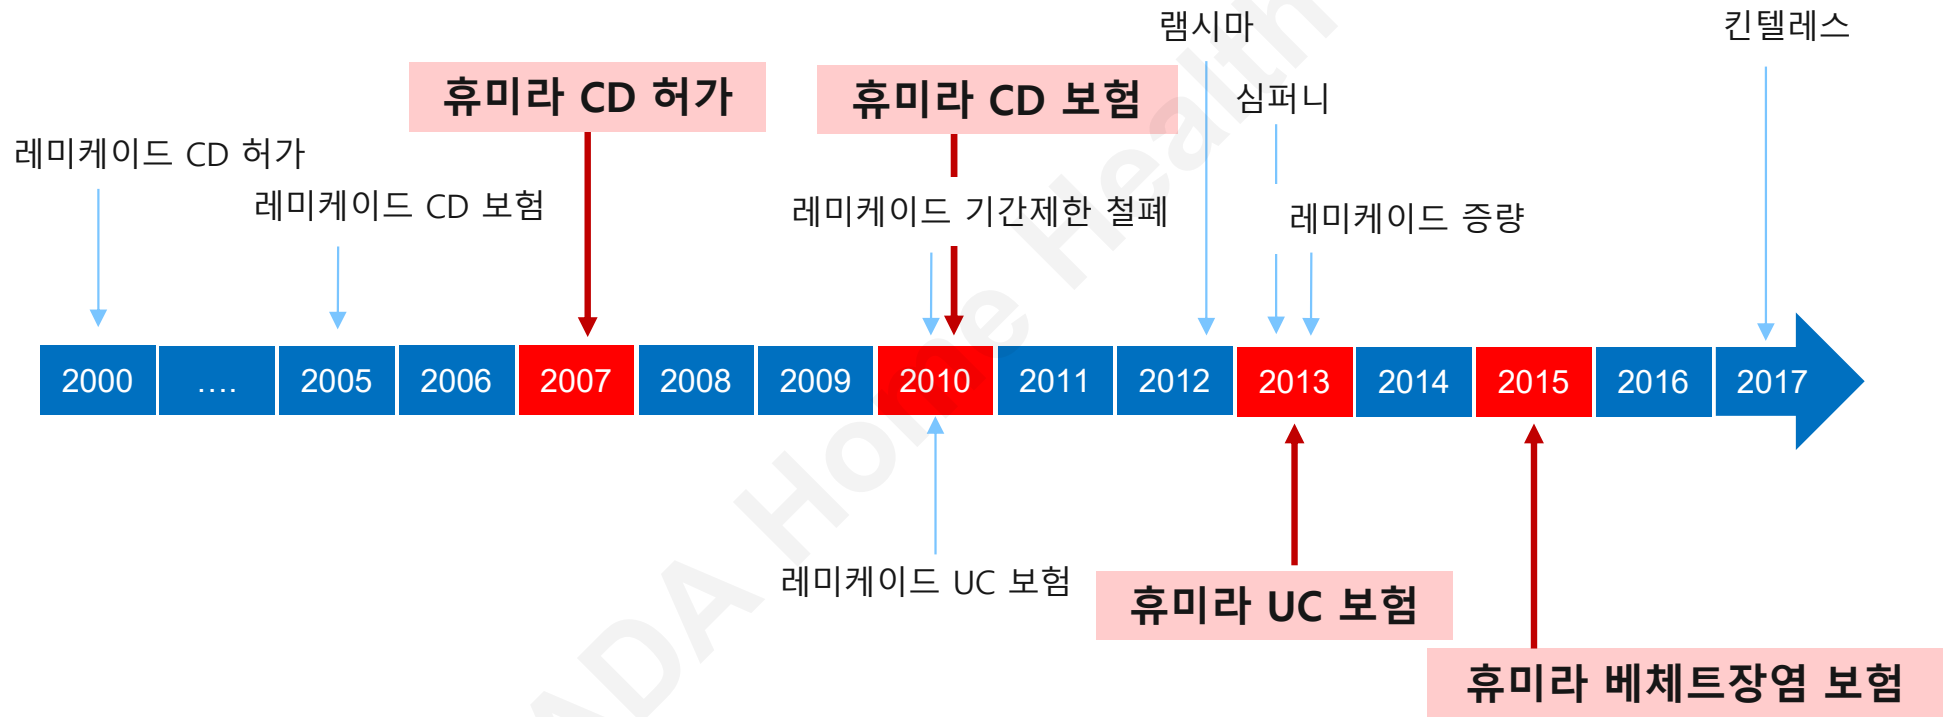 램시마
킨텔레스
휴미라 CD 허가
휴미라 CD 보험
심퍼니
레미케이드 CD 허가
레미케이드 CD 보험
레미케이드 기간제한 철폐
레미케이드 증량
2000 …. 2005 2006 2007 2008 2009 2010 2011 2012 2013 2014 2015 2016 2017
레미케이드 UC 보험
휴미라 UC 보험
휴미라 베체트장염 보험
ADA Home Health